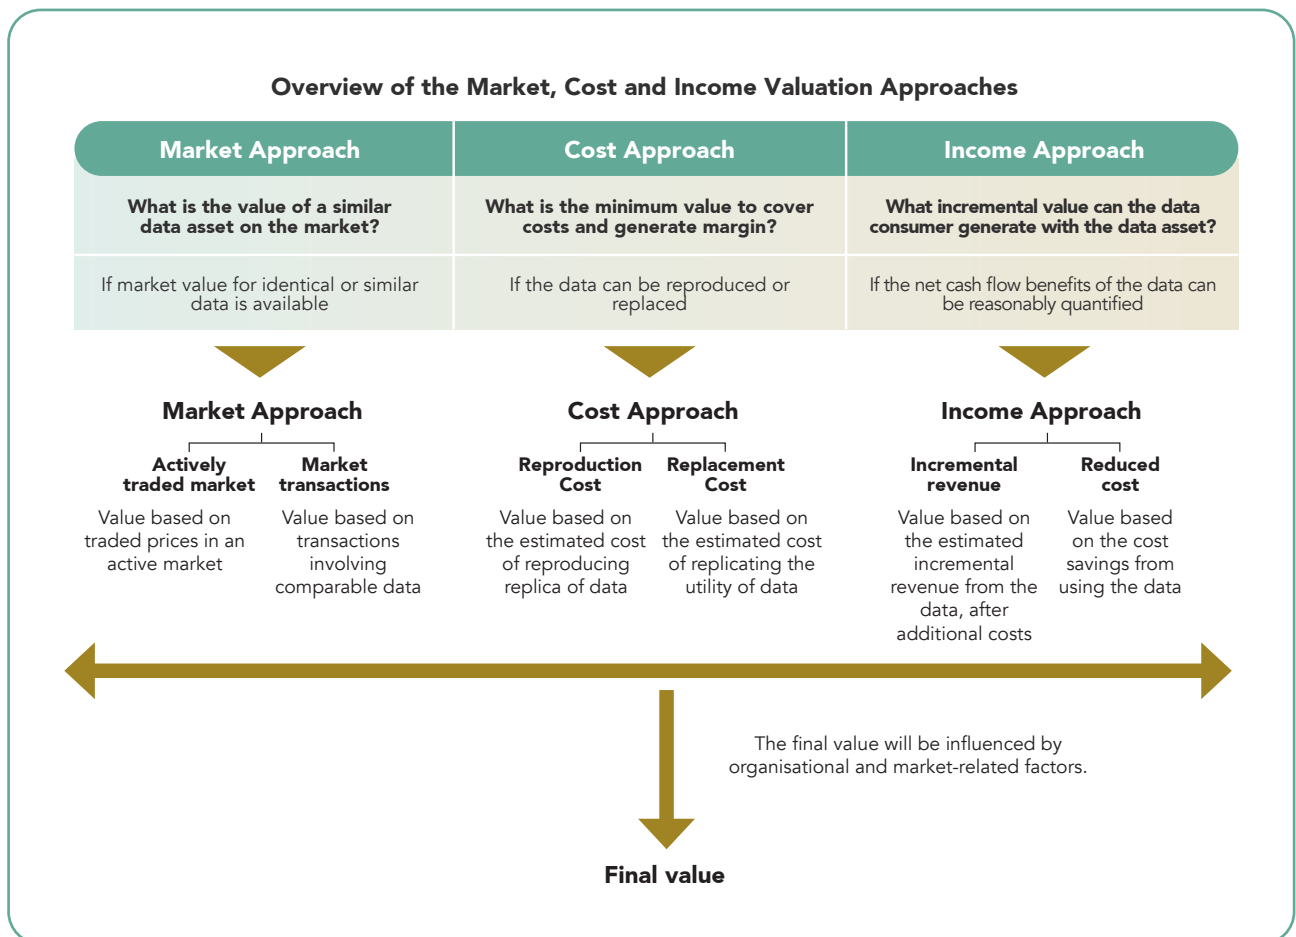 Overview of the Market, Cost and Income Valuation Approaches
Market Approach
Cost Approach
Income Approach
What is the value of a similar
data asset on the market?
What is the minimum value to cover
costs and generate margin?
What incremental value can the data
consumer generate with the data asset?
If market value for identical or similar
data is available
If the data can be reproduced or
replaced
If the net cash flow benefits of the data can
be reasonably quantified
Market Approach
Actively
traded market
Value based on
traded prices in an
active market
Market
transactions
Value based on
transactions
involving
comparable data
Cost Approach
Reproduction
Cost
Value based on
the estimated cost
of reproducing
replica of data
Replacement
Cost
Value based on
the estimated cost
of replicating the
utility of data
Income Approach
Incremental
revenue
Value based on
the estimated
incremental
revenue from the
data, after
additional costs
Reduced
cost
Value based
on the cost
savings from
using the data
The final value will be influenced by
organisational and market-related factors.
Final value